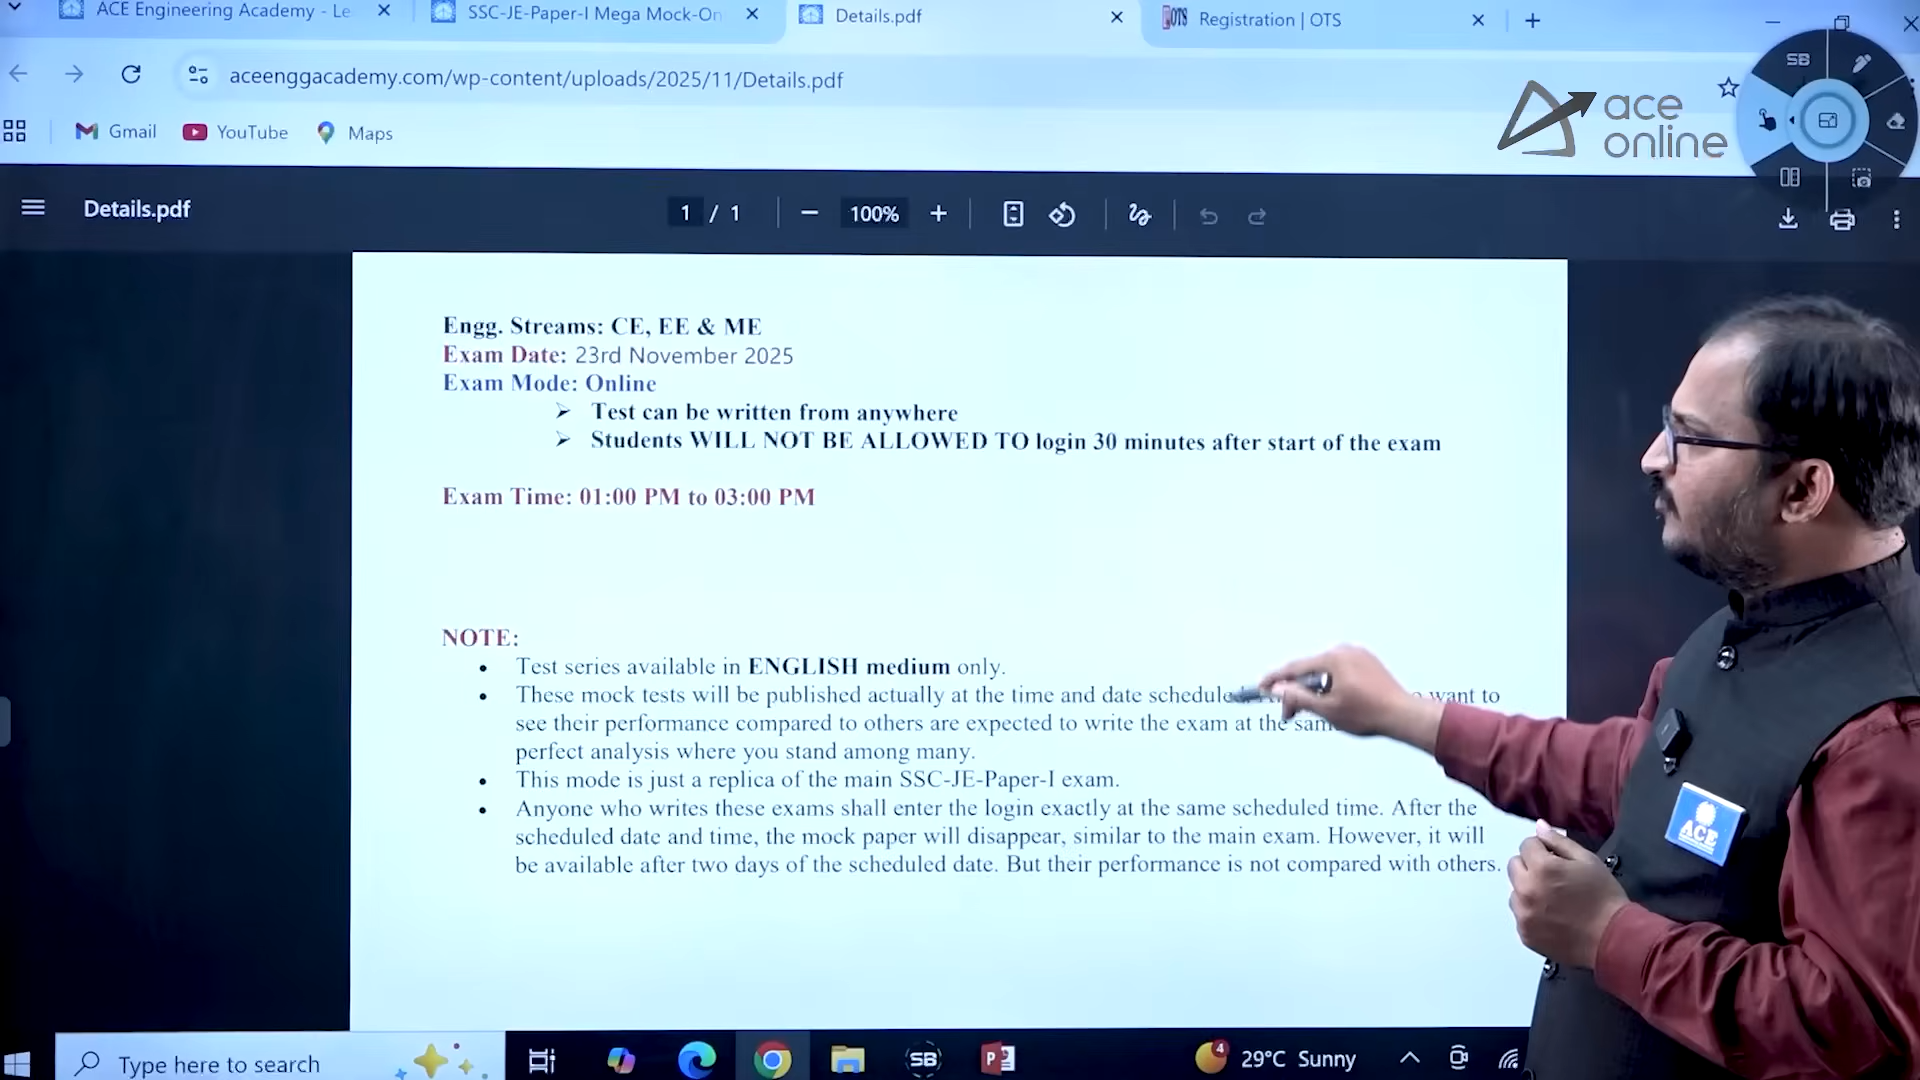 ACE Engineering Academy - Le
SSC-JE-Paper-I Mega Mock-On
Details.pdf
OTS Registration | OTS
aceenggacademy.com/wp-content/uploads/2025/11/Details.pdf
SB
Gmail
YouTube
Maps
ace
online
Details.pdf
1 / 1
100%
Engg. Streams: CE, EE & ME
Exam Date: 23rd November 2025
Exam Mode: Online
➢ Test can be written from anywhere
➢ Students WILL NOT BE ALLOWED TO login 30 minutes after start of the exam
Exam Time: 01:00 PM to 03:00 PM
NOTE:
• Test series available in ENGLISH medium only.
• These mock tests will be published actually at the time and date scheduled want to
see their performance compared to others are expected to write the exam at the
perfect analysis where you stand among many.
• This mode is just a replica of the main SSC-JE-Paper-I exam.
• Anyone who writes these exams shall enter the login exactly at the same scheduled time. After the
scheduled date and time, the mock paper will disappear, similar to the main exam. However, it will
be available after two days of the scheduled date. But their performance is not compared with others.
ACE
Type here to search
SB
P
4
29°C Sunny